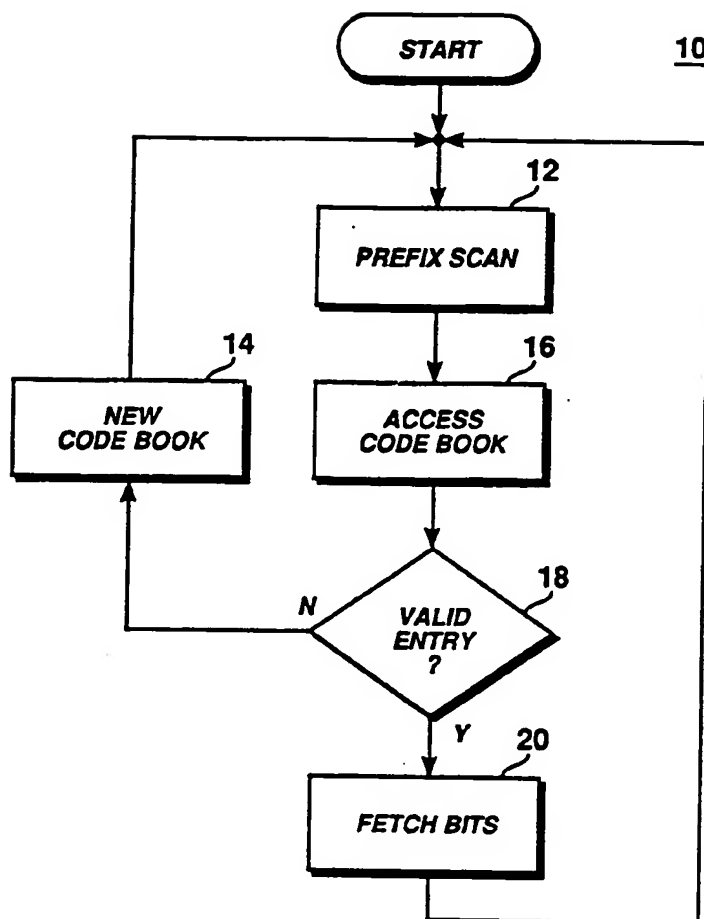 START
10
12
PREFIX SCAN
14
16
NEW
CODE BOOK
ACCESS
CODE BOOK
18
N
VALID
ENTRY
?
Y
20
FETCH BITS